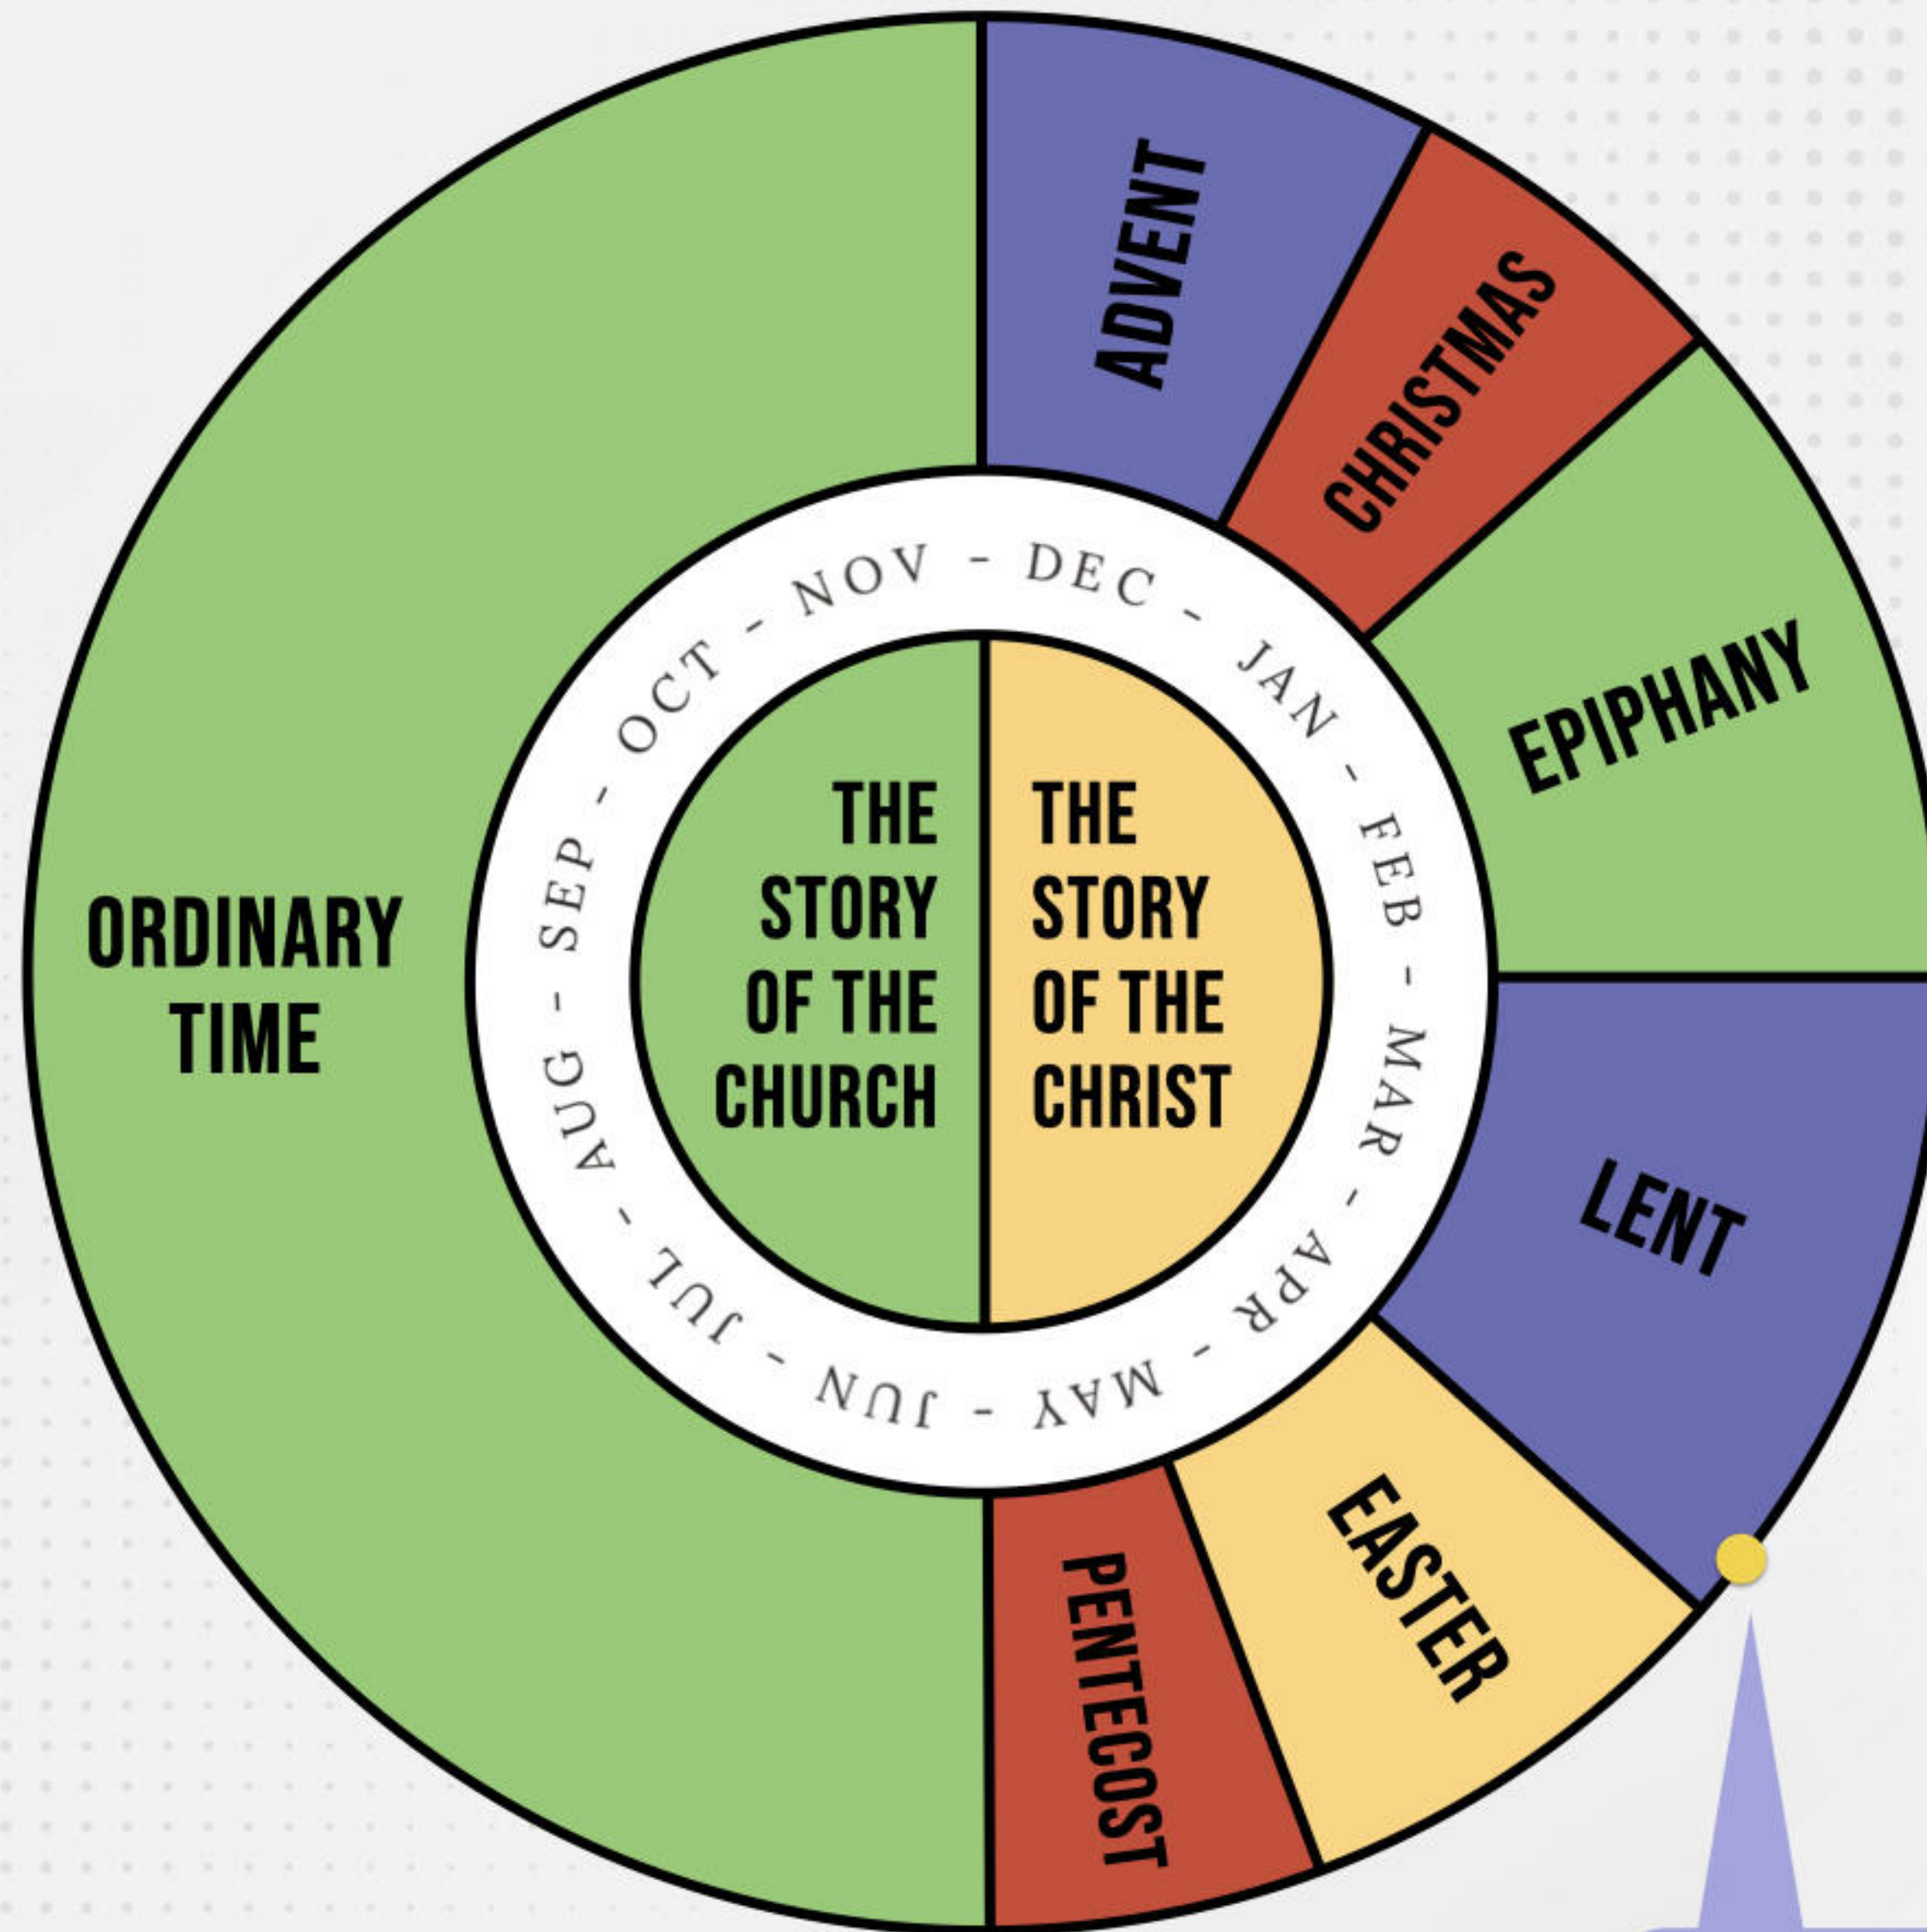 ADVENT
CHRISTMAS
EPIPHANY
LENT
EASTER
PENTECOST
ORDINARY
TIME
NOV - DEC - JAN - FEB - MAR - APR - MAY - JUN - JUL - AUG - SEP - OCT -
THE
STORY
OF THE
CHURCH
THE
STORY
OF THE
CHRIST